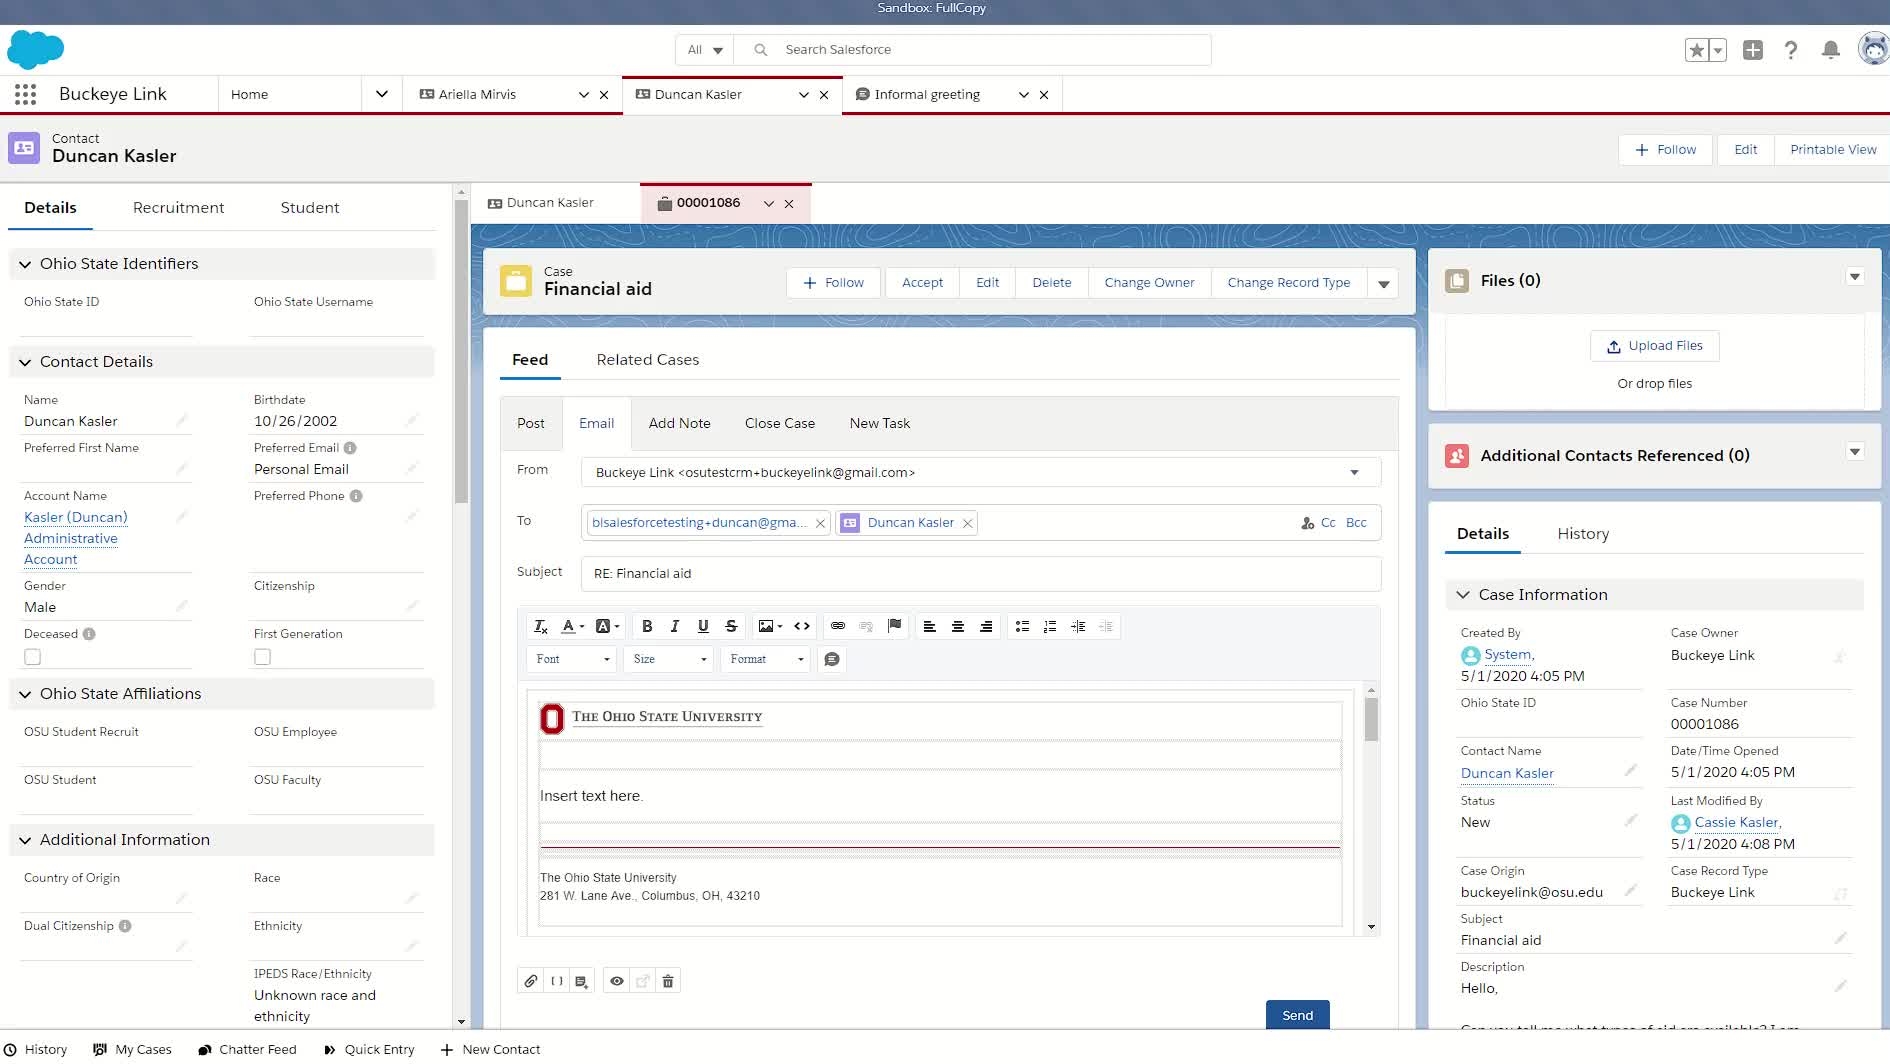 Sandbox: FullCopy
All
Search Salesforce
Buckeye Link
Home
Ariella Mirvis
Duncan Kasler
Informal greeting
Contact
Duncan Kasler
Follow
Edit
Printable View
Details
Recruitment
Student
Ohio State Identifiers
Ohio State ID
Ohio State Username
Contact Details
Name
Duncan Kasler
Birthdate
10/26/2002
Preferred First Name
Preferred Email
Personal Email
Account Name
Kasler (Duncan)
Administrative
Account
Preferred Phone
Gender
Male
Citizenship
Deceased
First Generation
Ohio State Affiliations
OSU Student Recruit
OSU Employee
OSU Student
OSU Faculty
Additional Information
Country of Origin
Race
Dual Citizenship
Ethnicity
IPEDS Race/Ethnicity
Unknown race and
ethnicity
Duncan Kasler
00001086
Case
Financial aid
Follow
Accept
Edit
Delete
Change Owner
Change Record Type
Feed
Related Cases
Post
Email
Add Note
Close Case
New Task
From
Buckeye Link <osutestcrm+buckeyelink@gmail.com>
To
blsalesforcetesting+duncan@gma...
Duncan Kasler
Cc
Bcc
Subject
RE: Financial aid
Font
Size
Format
THE OHIO STATE UNIVERSITY
Insert text here.
The Ohio State University
281 W. Lane Ave., Columbus, OH, 43210
Send
Files (0)
Upload Files
Or drop files
Additional Contacts Referenced (0)
Details
History
Case Information
Created By
System,
5/1/2020 4:05 PM
Case Owner
Buckeye Link
Ohio State ID
Case Number
00001086
Contact Name
Duncan Kasler
Date/Time Opened
5/1/2020 4:05 PM
Status
New
Last Modified By
Cassie Kasler,
5/1/2020 4:08 PM
Case Origin
buckeyelink@osu.edu
Case Record Type
Buckeye Link
Subject
Financial aid
Description
Hello,
Can you tell me what types of aid are available? I am
History
My Cases
Chatter Feed
Quick Entry
New Contact